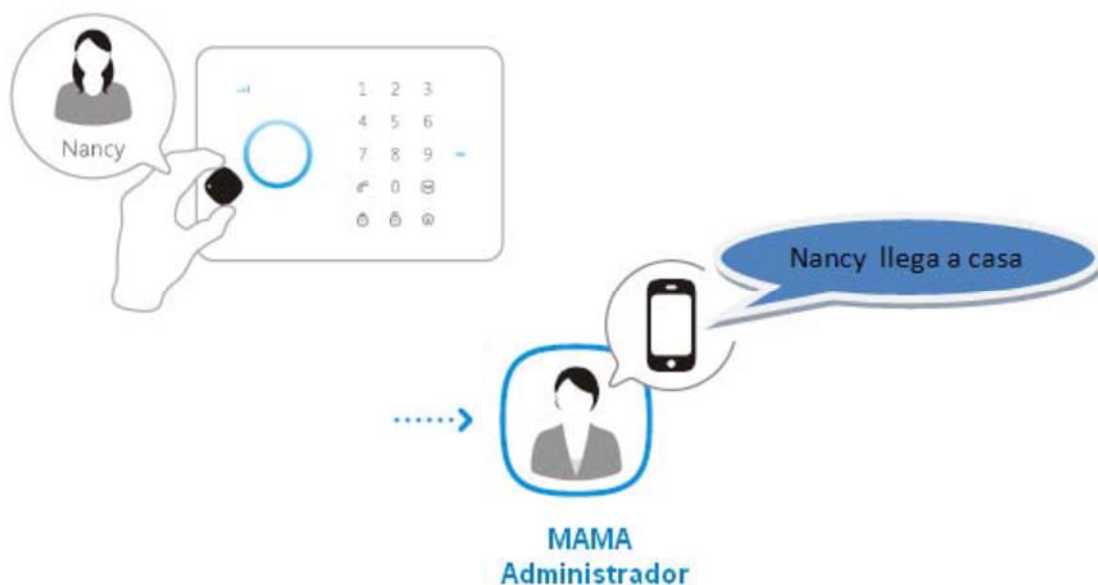 Nancy
1 2 3
4 5 6
7 8 9
0
Nancy llega a casa
MAMA
Administrador